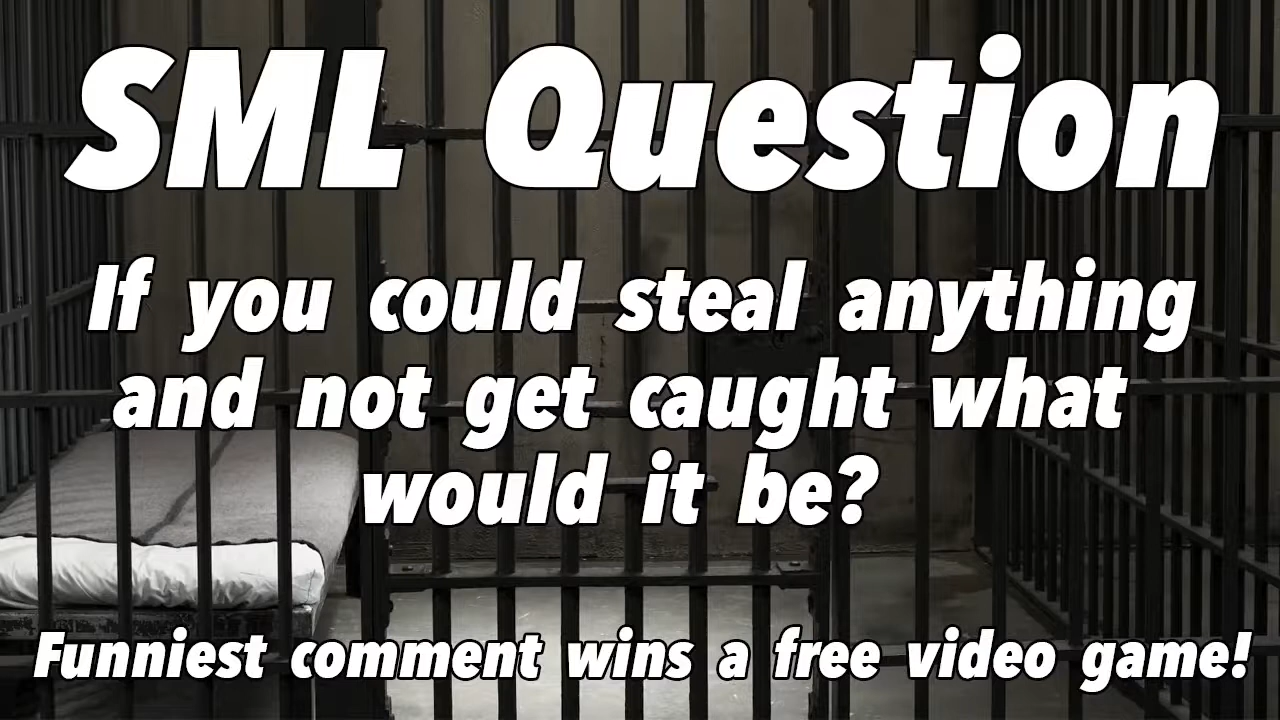 SML Question
If you could steal anything
and not get caught what
would it be?
Funniest comment wins a free video game!